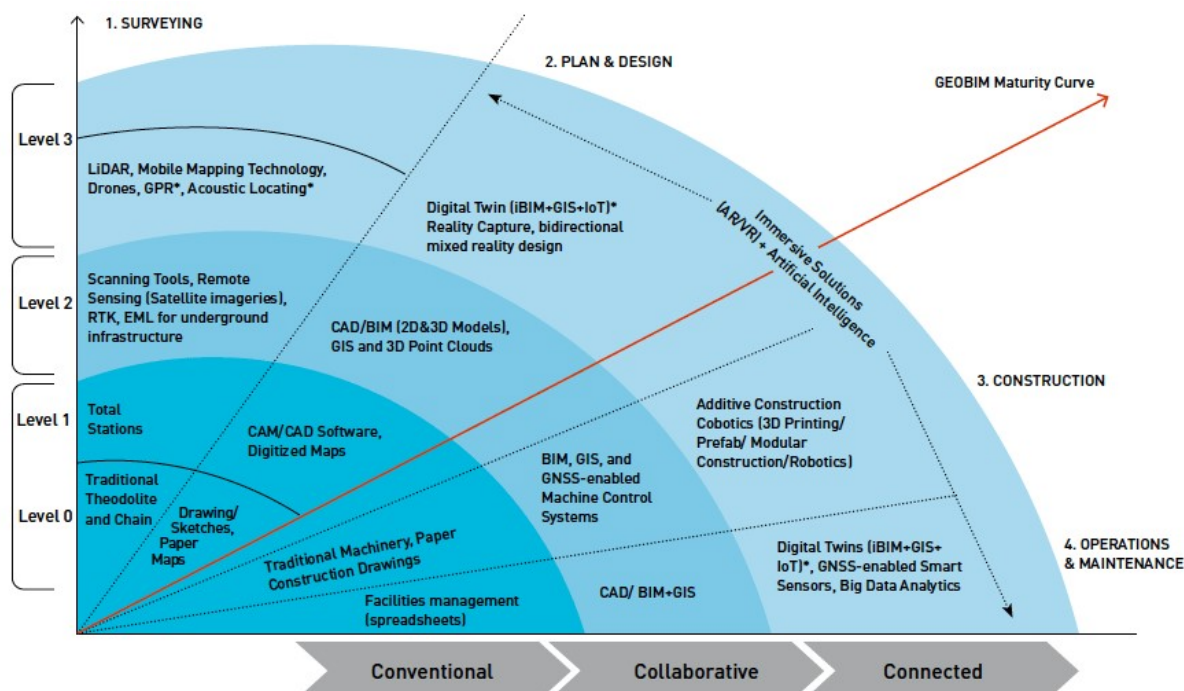 1. SURVEYING
2. PLAN & DESIGN
GEOBIM Maturity Curve
Level 3
LiDAR, Mobile Mapping Technology,
Drones, GPR*, Acoustic Locating*
Digital Twin (iBIM+GIS+IoT)*
Reality Capture, bidirectional
mixed reality design
Immersive Solutions
(AR/VR) + Artificial Intelligence
Level 2
Scanning Tools, Remote
Sensing (Satellite imageries),
RTK, EML for underground
infrastructure
CAD/BIM (2D&3D Models),
GIS and 3D Point Clouds
3. CONSTRUCTION
Level 1
Total
Stations
CAM/CAD Software,
Digitized Maps
Additive Construction
Cobotics (3D Printing/
Prefab/ Modular
Construction/Robotics)
BIM, GIS, and
GNSS-enabled
Machine Control
Systems
Level 0
Traditional
Theodolite
and Chain
Drawing/
Sketches,
Paper
Maps
Traditional Machinery, Paper
Construction Drawings
4. OPERATIONS
& MAINTENANCE
Digital Twins (iBIM+GIS+
IoT)*, GNSS-enabled Smart
Sensors, Big Data Analytics
CAD/ BIM+GIS
Facilities management
(spreadsheets)
Conventional
Collaborative
Connected